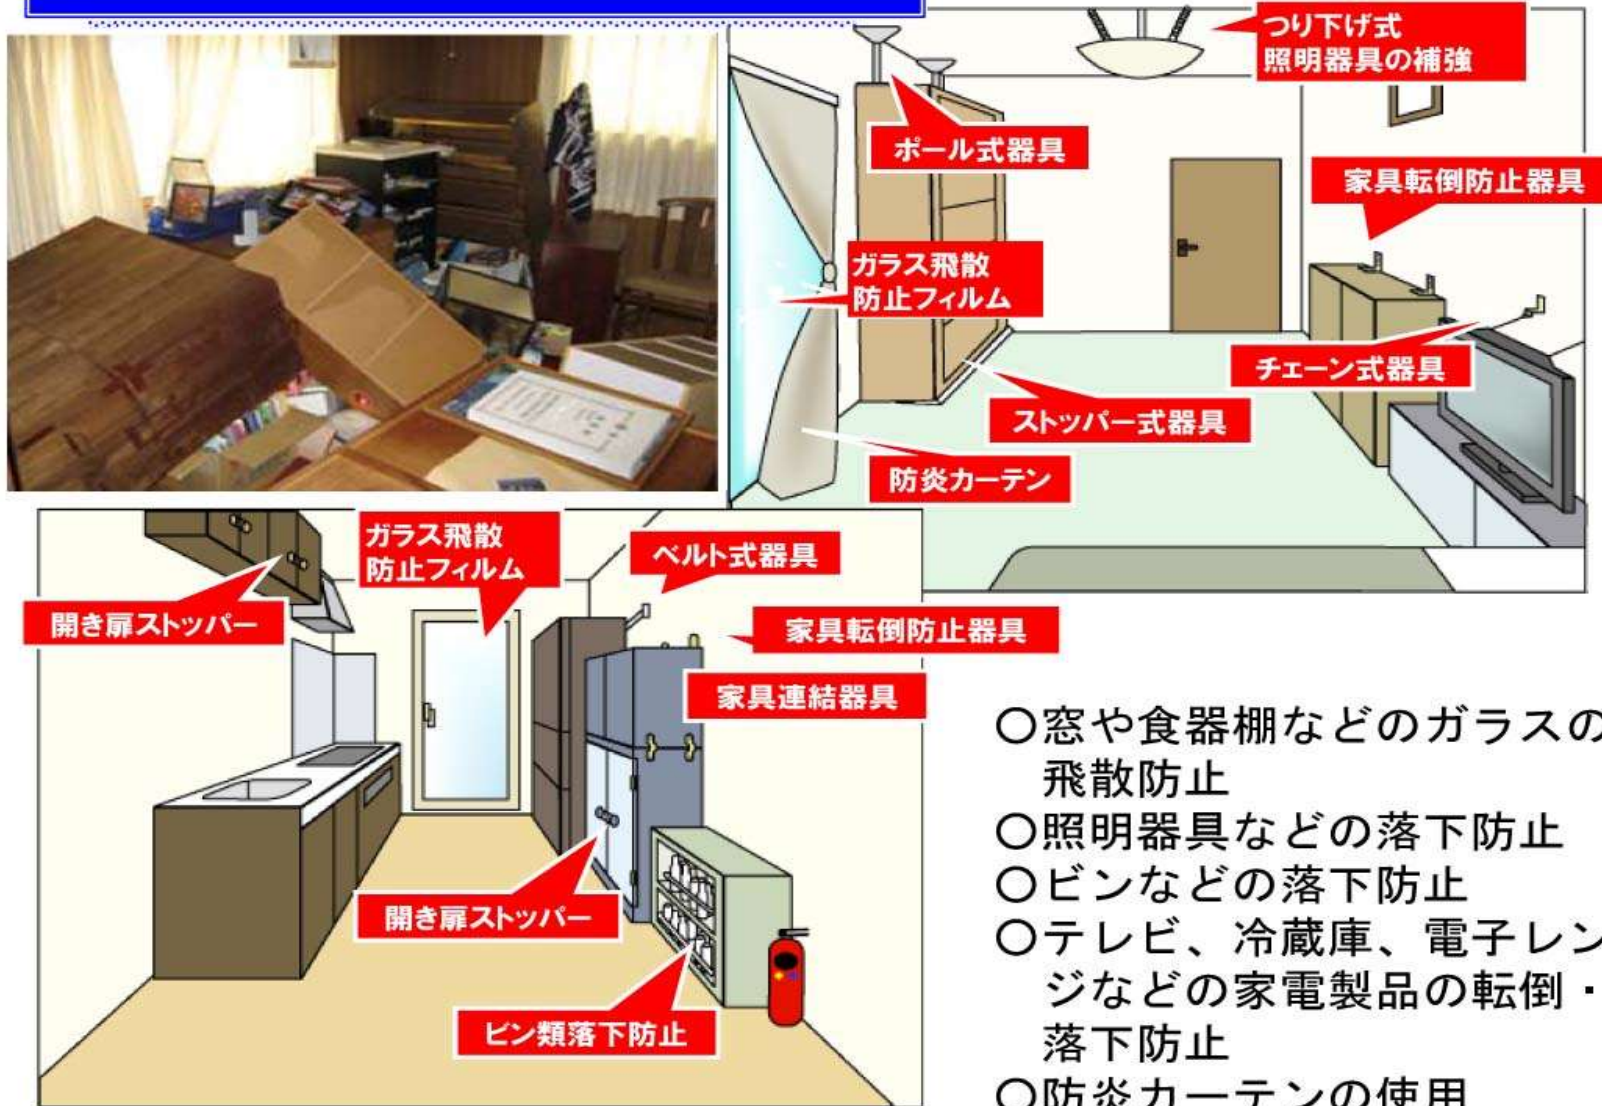 つり下げ式
照明器具の補強
ポール式器具
家具転倒防止器具
ガラス飛散
防止フィルム
チェーン式器具
ストッパー式器具
防炎カーテン
ガラス飛散
防止フィルム
ベルト式器具
開き扉ストッパー
家具転倒防止器具
家具連結器具
開き扉ストッパー
ビン類落下防止
○窓や食器棚などのガラスの
飛散防止
○照明器具などの落下防止
○ビンなどの落下防止
○テレビ、冷蔵庫、電子レン
ジなどの家電製品の転倒・
落下防止
○防炎カーテンの使用